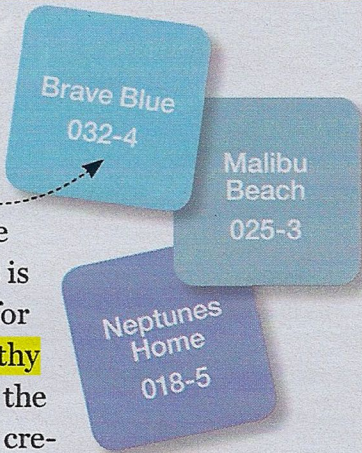 Brave Blue
032-4
Malibu
Beach
025-3
Neptunes
Home
018-5
e
is
for
thy
the
cre-